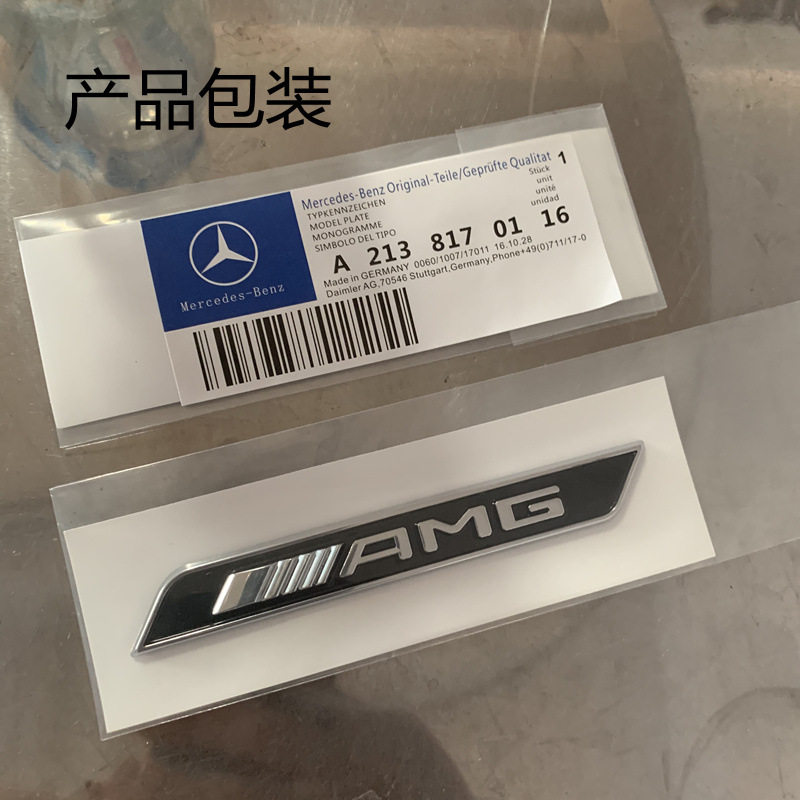 产品包装
Mercedes-Benz Original-Teile/Geprüfte Qualitat 1
TYPKENNZEICHEN
MODEL PLATE
MONOGRAMME
SIMBOLO DEL TIPO
Stück
unit
unité
unidad
A 213 817 01 16
Made in GERMANY 0060/1007/17011 16.10.28
Daimler AG,70546 Stuttgart,Germany,Phone+49(0)711/17-0
Mercedes-Benz
AMG